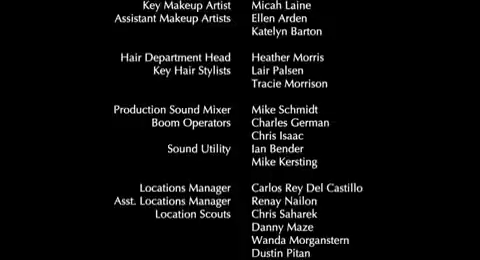 Key Makeup Artist Micah Laine
Assistant Makeup Artists Ellen Arden
Katelyn Barton
Hair Department Head Heather Morris
Key Hair Stylists Lair Palsen
Tracie Morrison
Production Sound Mixer Mike Schmidt
Boom Operators Charles German
Chris Isaac
Sound Utility Ian Bender
Mike Kersting
Locations Manager Carlos Rey Del Castillo
Asst. Locations Manager Renay Nailon
Location Scouts Chris Saharek
Danny Maze
Wanda Morganstern
Dustin Pitan